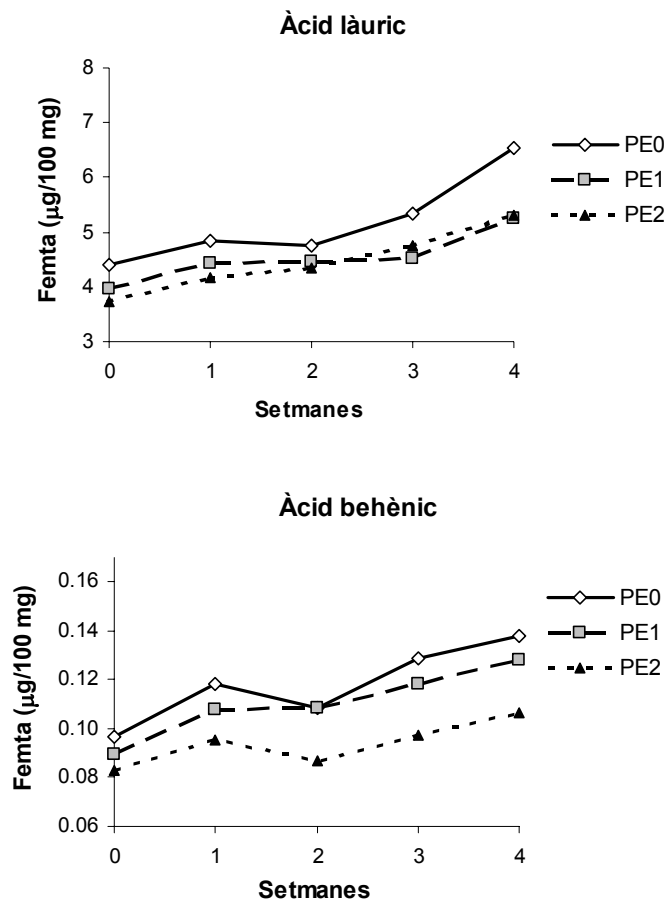 Àcid làuric
8
7
6
5
4
3
Femta (μg/100 mg)
0 1 2 3 4
Setmanes
PE0
PE1
PE2
Àcid behènic
0.16
0.14
0.12
0.10
0.08
0.06
Femta (μg/100 mg)
0 1 2 3 4
Setmanes
PE0
PE1
PE2